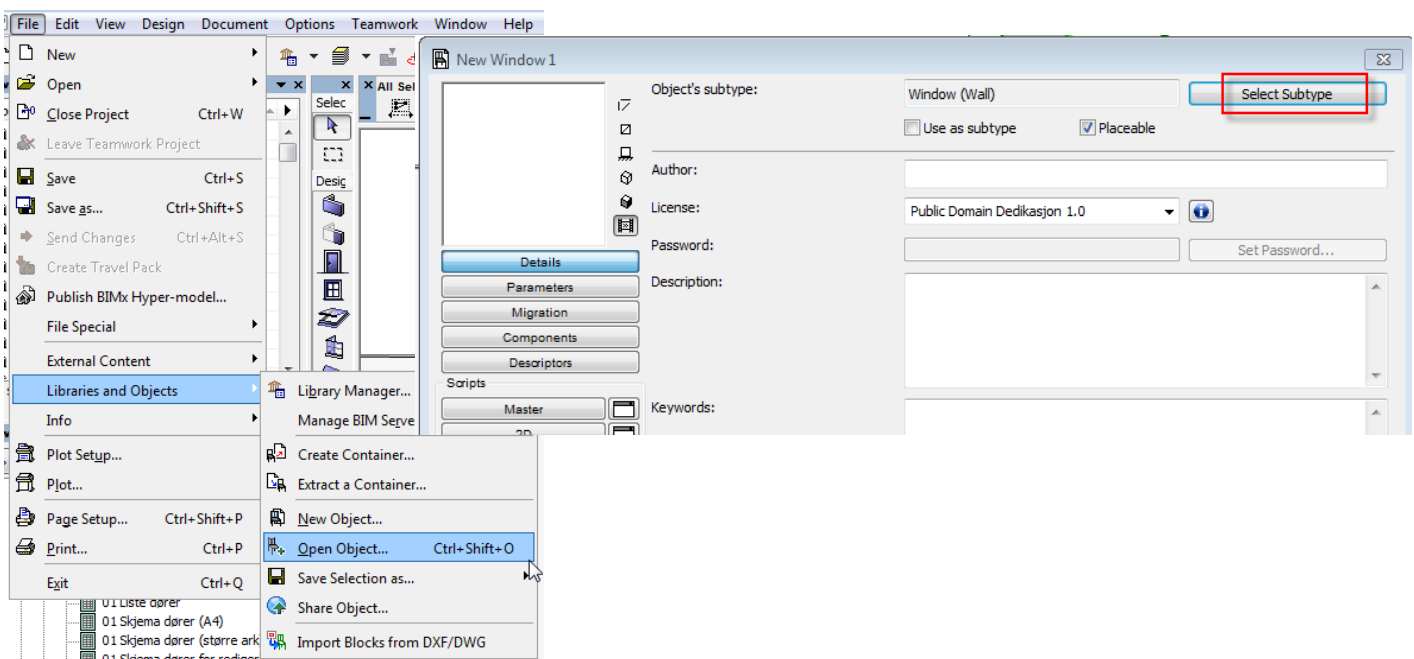 File Edit View Design Document Options Teamwork Window Help
New
Open
Close Project Ctrl+W
Leave Teamwork Project
Save Ctrl+S
Save as... Ctrl+Shift+S
Send Changes Ctrl+Alt+S
Create Travel Pack
Publish BIMx Hyper-model...
File Special
External Content
Libraries and Objects
Info
Plot Setup...
Plot...
Page Setup... Ctrl+Shift+P
Print... Ctrl+P
Exit Ctrl+Q
01 Liste dører
01 Skjema dører (A4)
01 Skjema dører (større ark
01 Skjema dører for rediger
Library Manager...
Manage BIM Serve
Create Container...
Extract a Container...
New Object...
Open Object... Ctrl+Shift+O
Save Selection as...
Share Object...
Import Blocks from DXF/DWG
Selec
All Sel
Desig
New Window 1
Object's subtype: Window (Wall) Select Subtype
Use as subtype Placeable
Author:
License: Public Domain Dedikasjon 1.0
Password: Set Password...
Description:
Keywords:
Details
Parameters
Migration
Components
Descriptors
Scripts
Master
2D